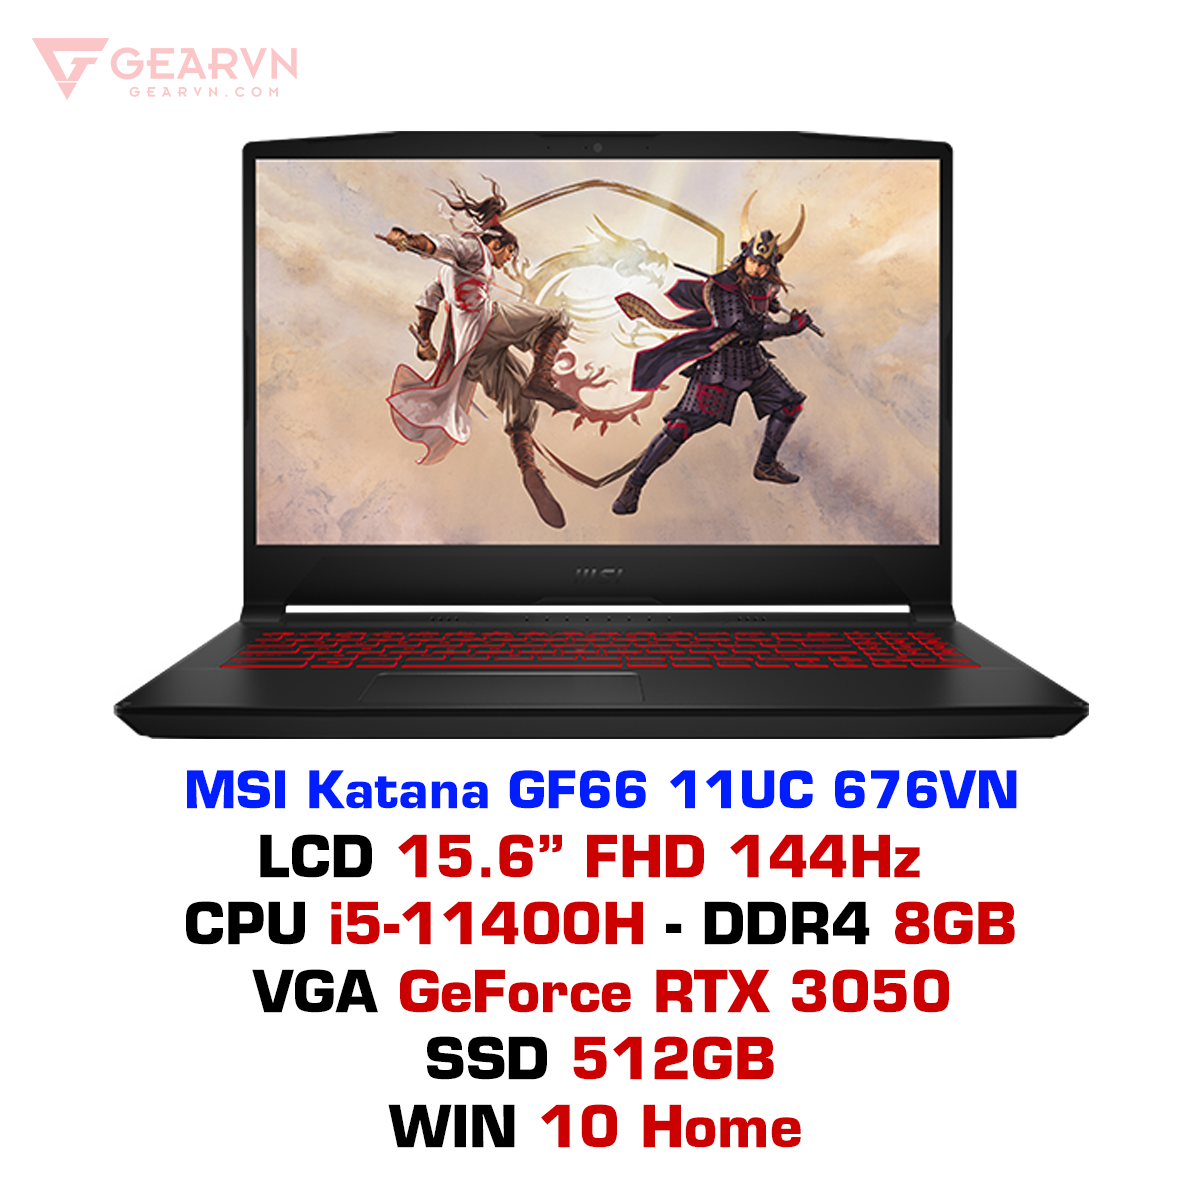 GEARVN
GEARVN.COM
MSI
MSI Katana GF66 11UC 676VN
LCD 15.6” FHD 144Hz
CPU i5-11400H - DDR4 8GB
VGA GeForce RTX 3050
SSD 512GB
WIN 10 Home